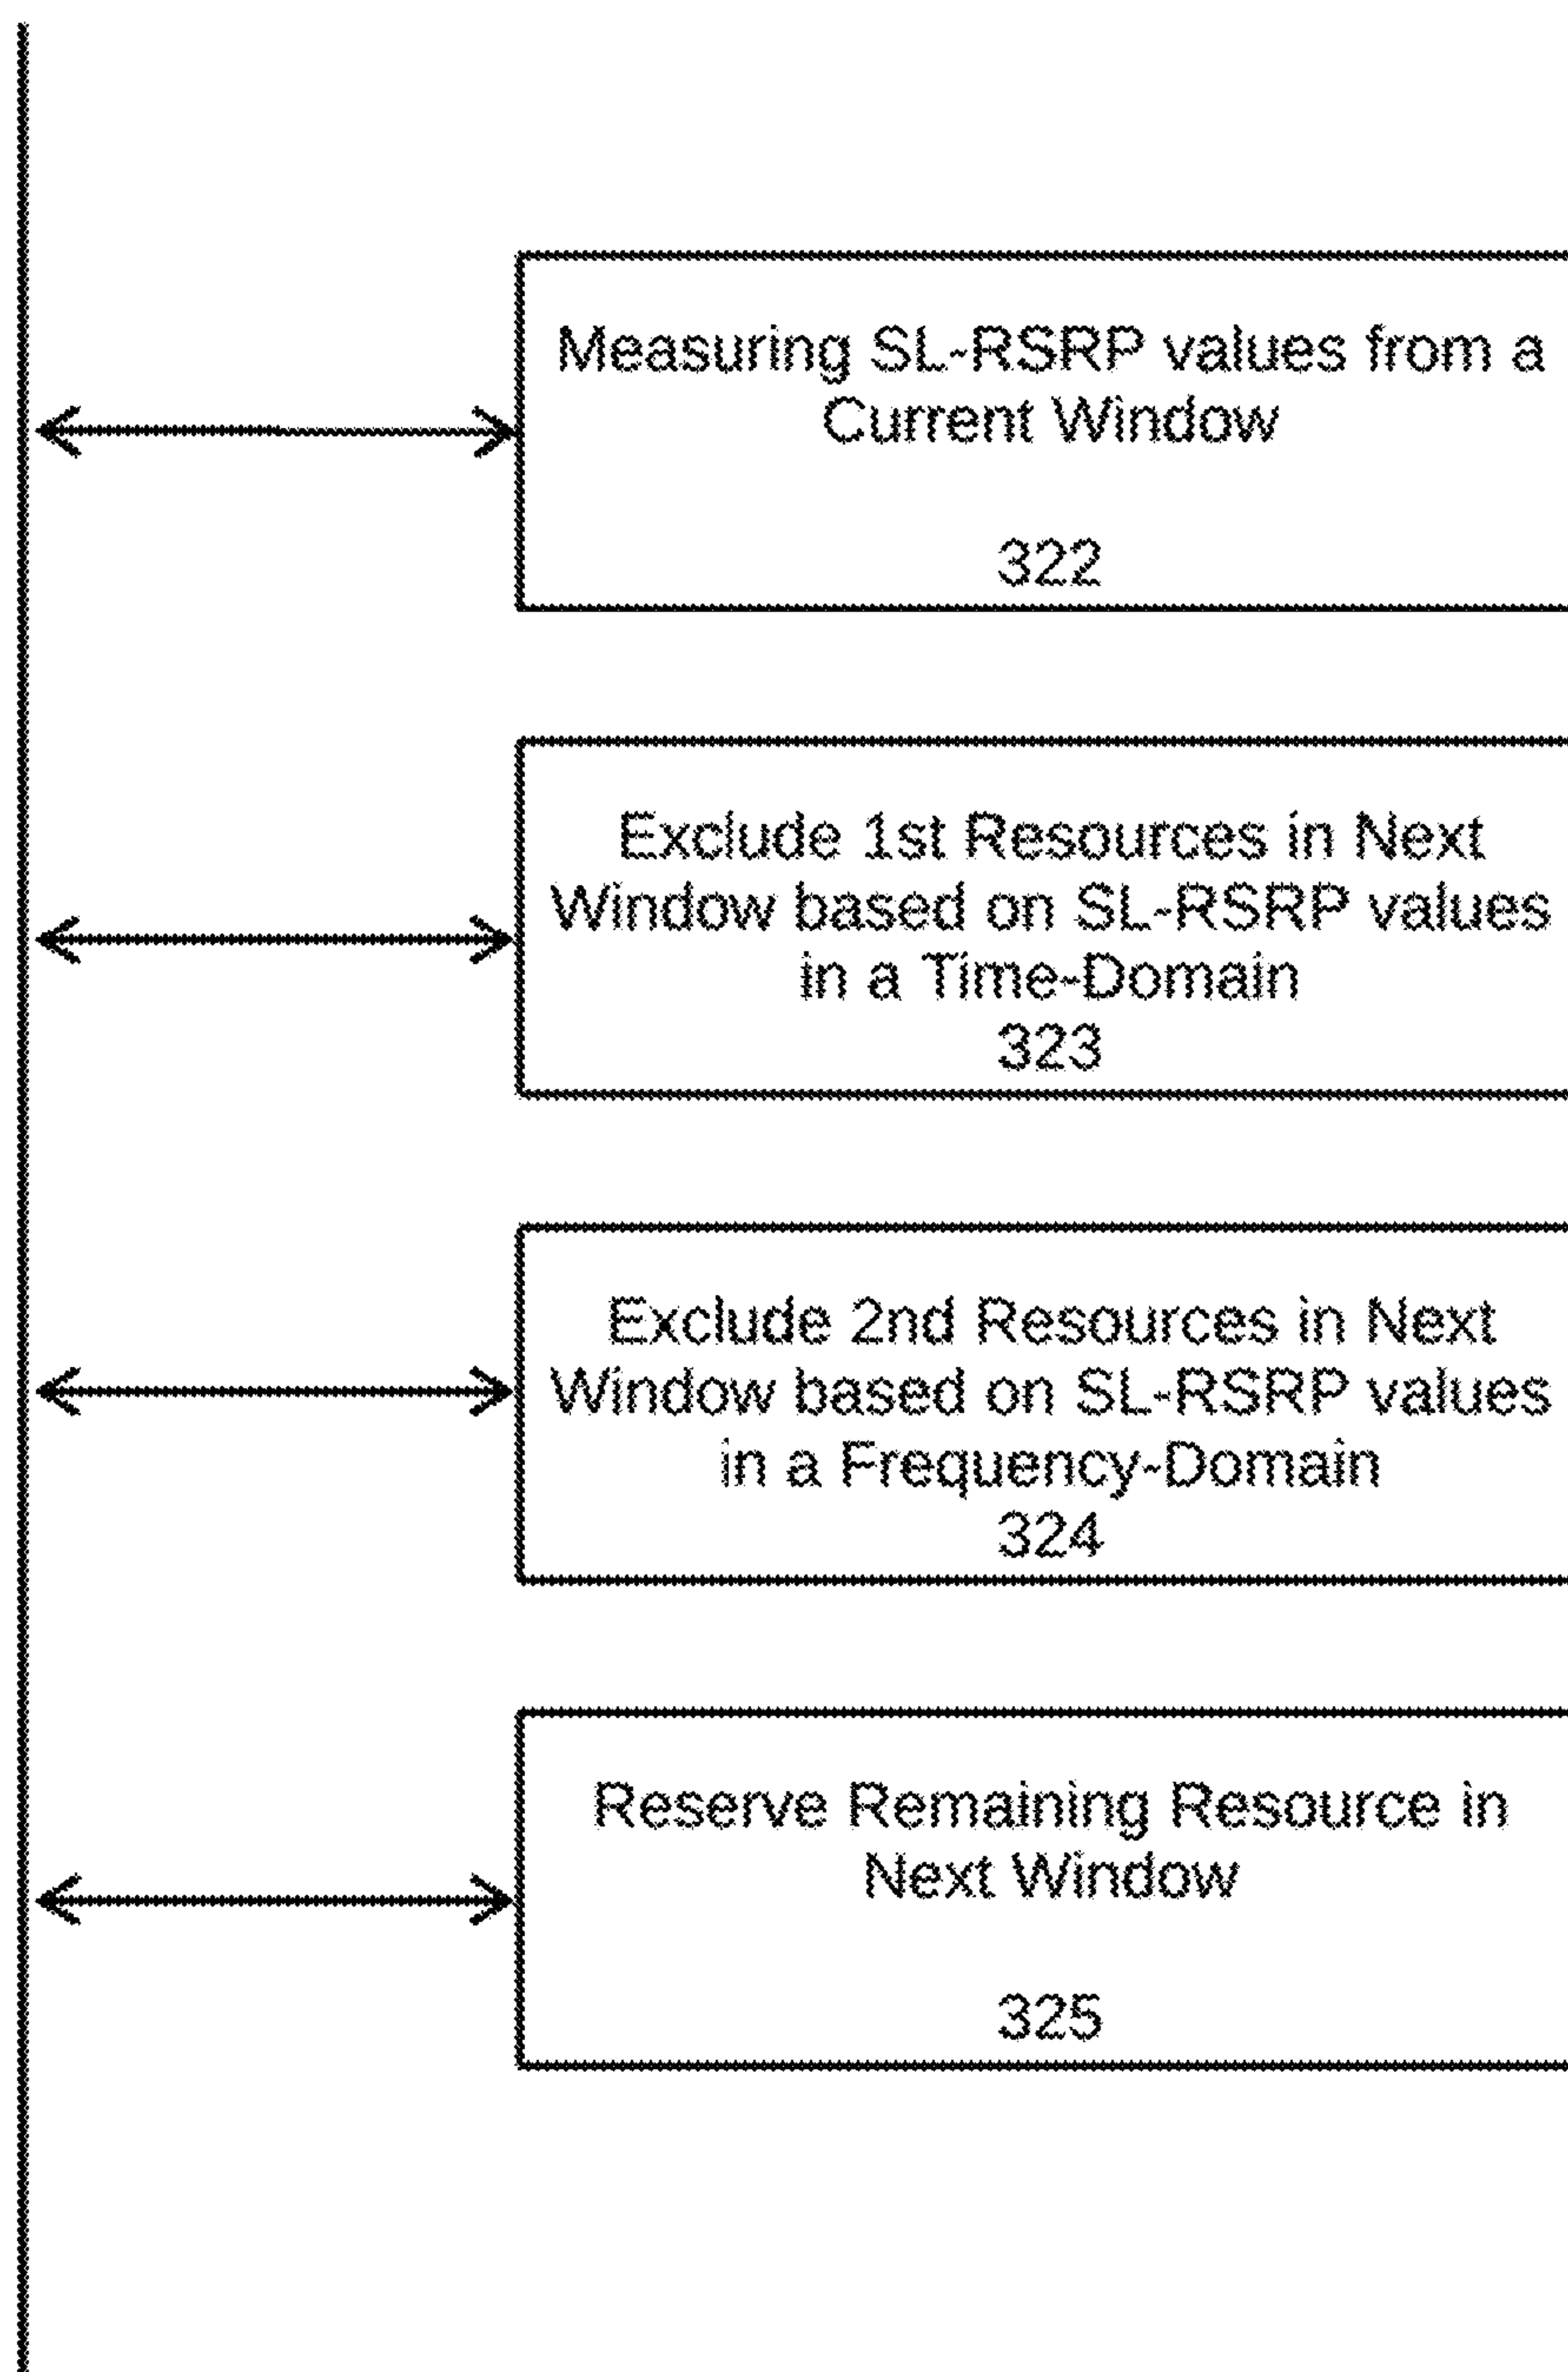 Measuring SL-RSRP values from a
Current Window
322
Exclude 1st Resources in Next
Window based on SL-RSRP values
in a Time-Domain
323
Exclude 2nd Resources in Next
Window based on SL-RSRP values
in a Frequency-Domain
324
Reserve Remaining Resource in
Next Window
325